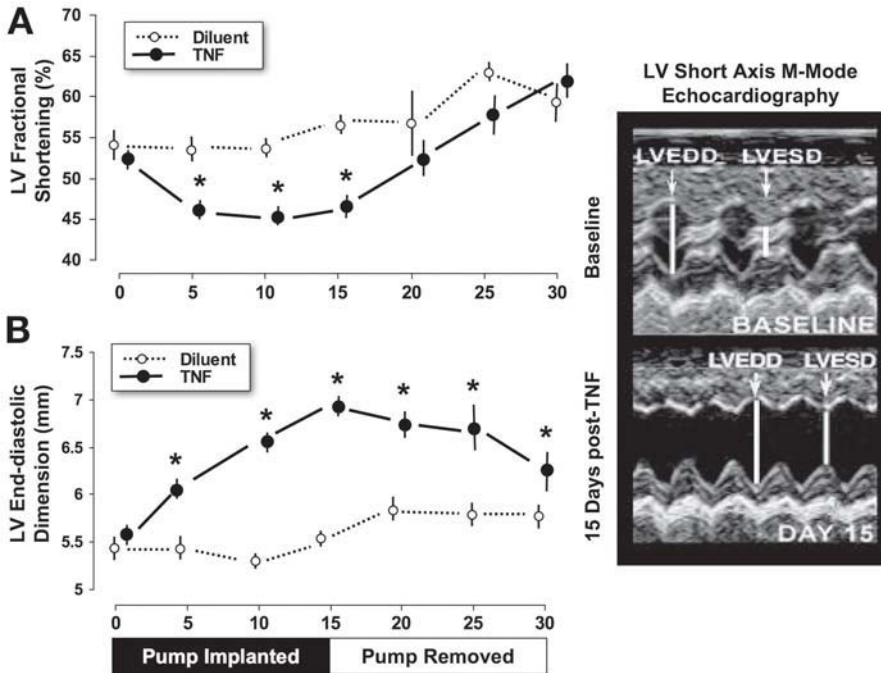 A
LV Fractional
Shortening (%)
70
65
60
55
50
45
40
Diluent
TNF
* * *
0 5 10 15 20 25 30
B
LV End-diastolic
Dimension (mm)
7.5
7
6.5
6
5.5
5
Diluent
TNF
* * * * * *
0 5 10 15 20 25 30
Pump Implanted Pump Removed
LV Short Axis M-Mode
Echocardiography
Baseline
LVEDD LVESD
BASELINE
15 Days post-TNF
LVEDD LVESD
DAY 15